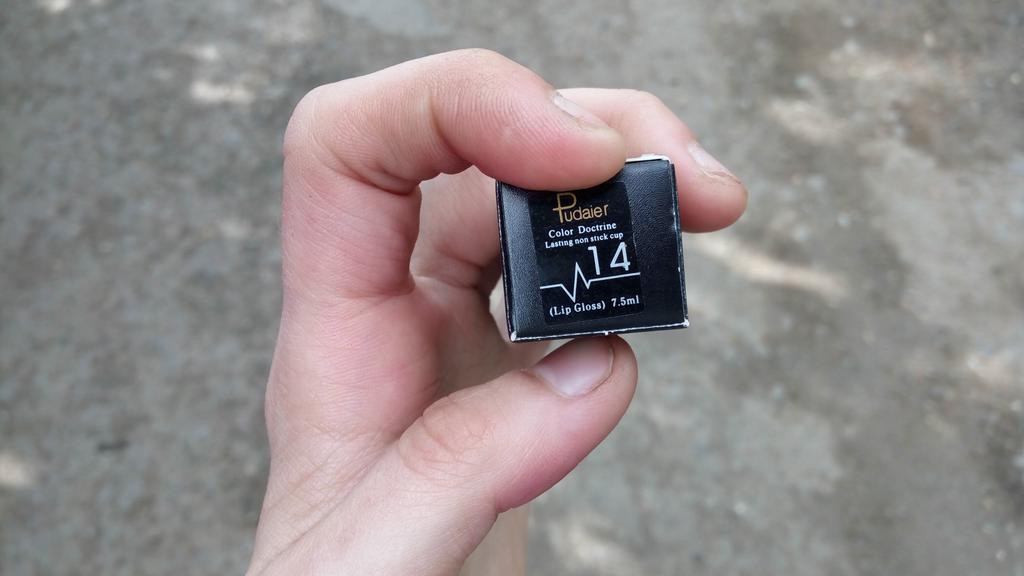 Pudaier
Color Doctrine
Lasting non stick cup
14
(Lip Gloss) 7.5ml